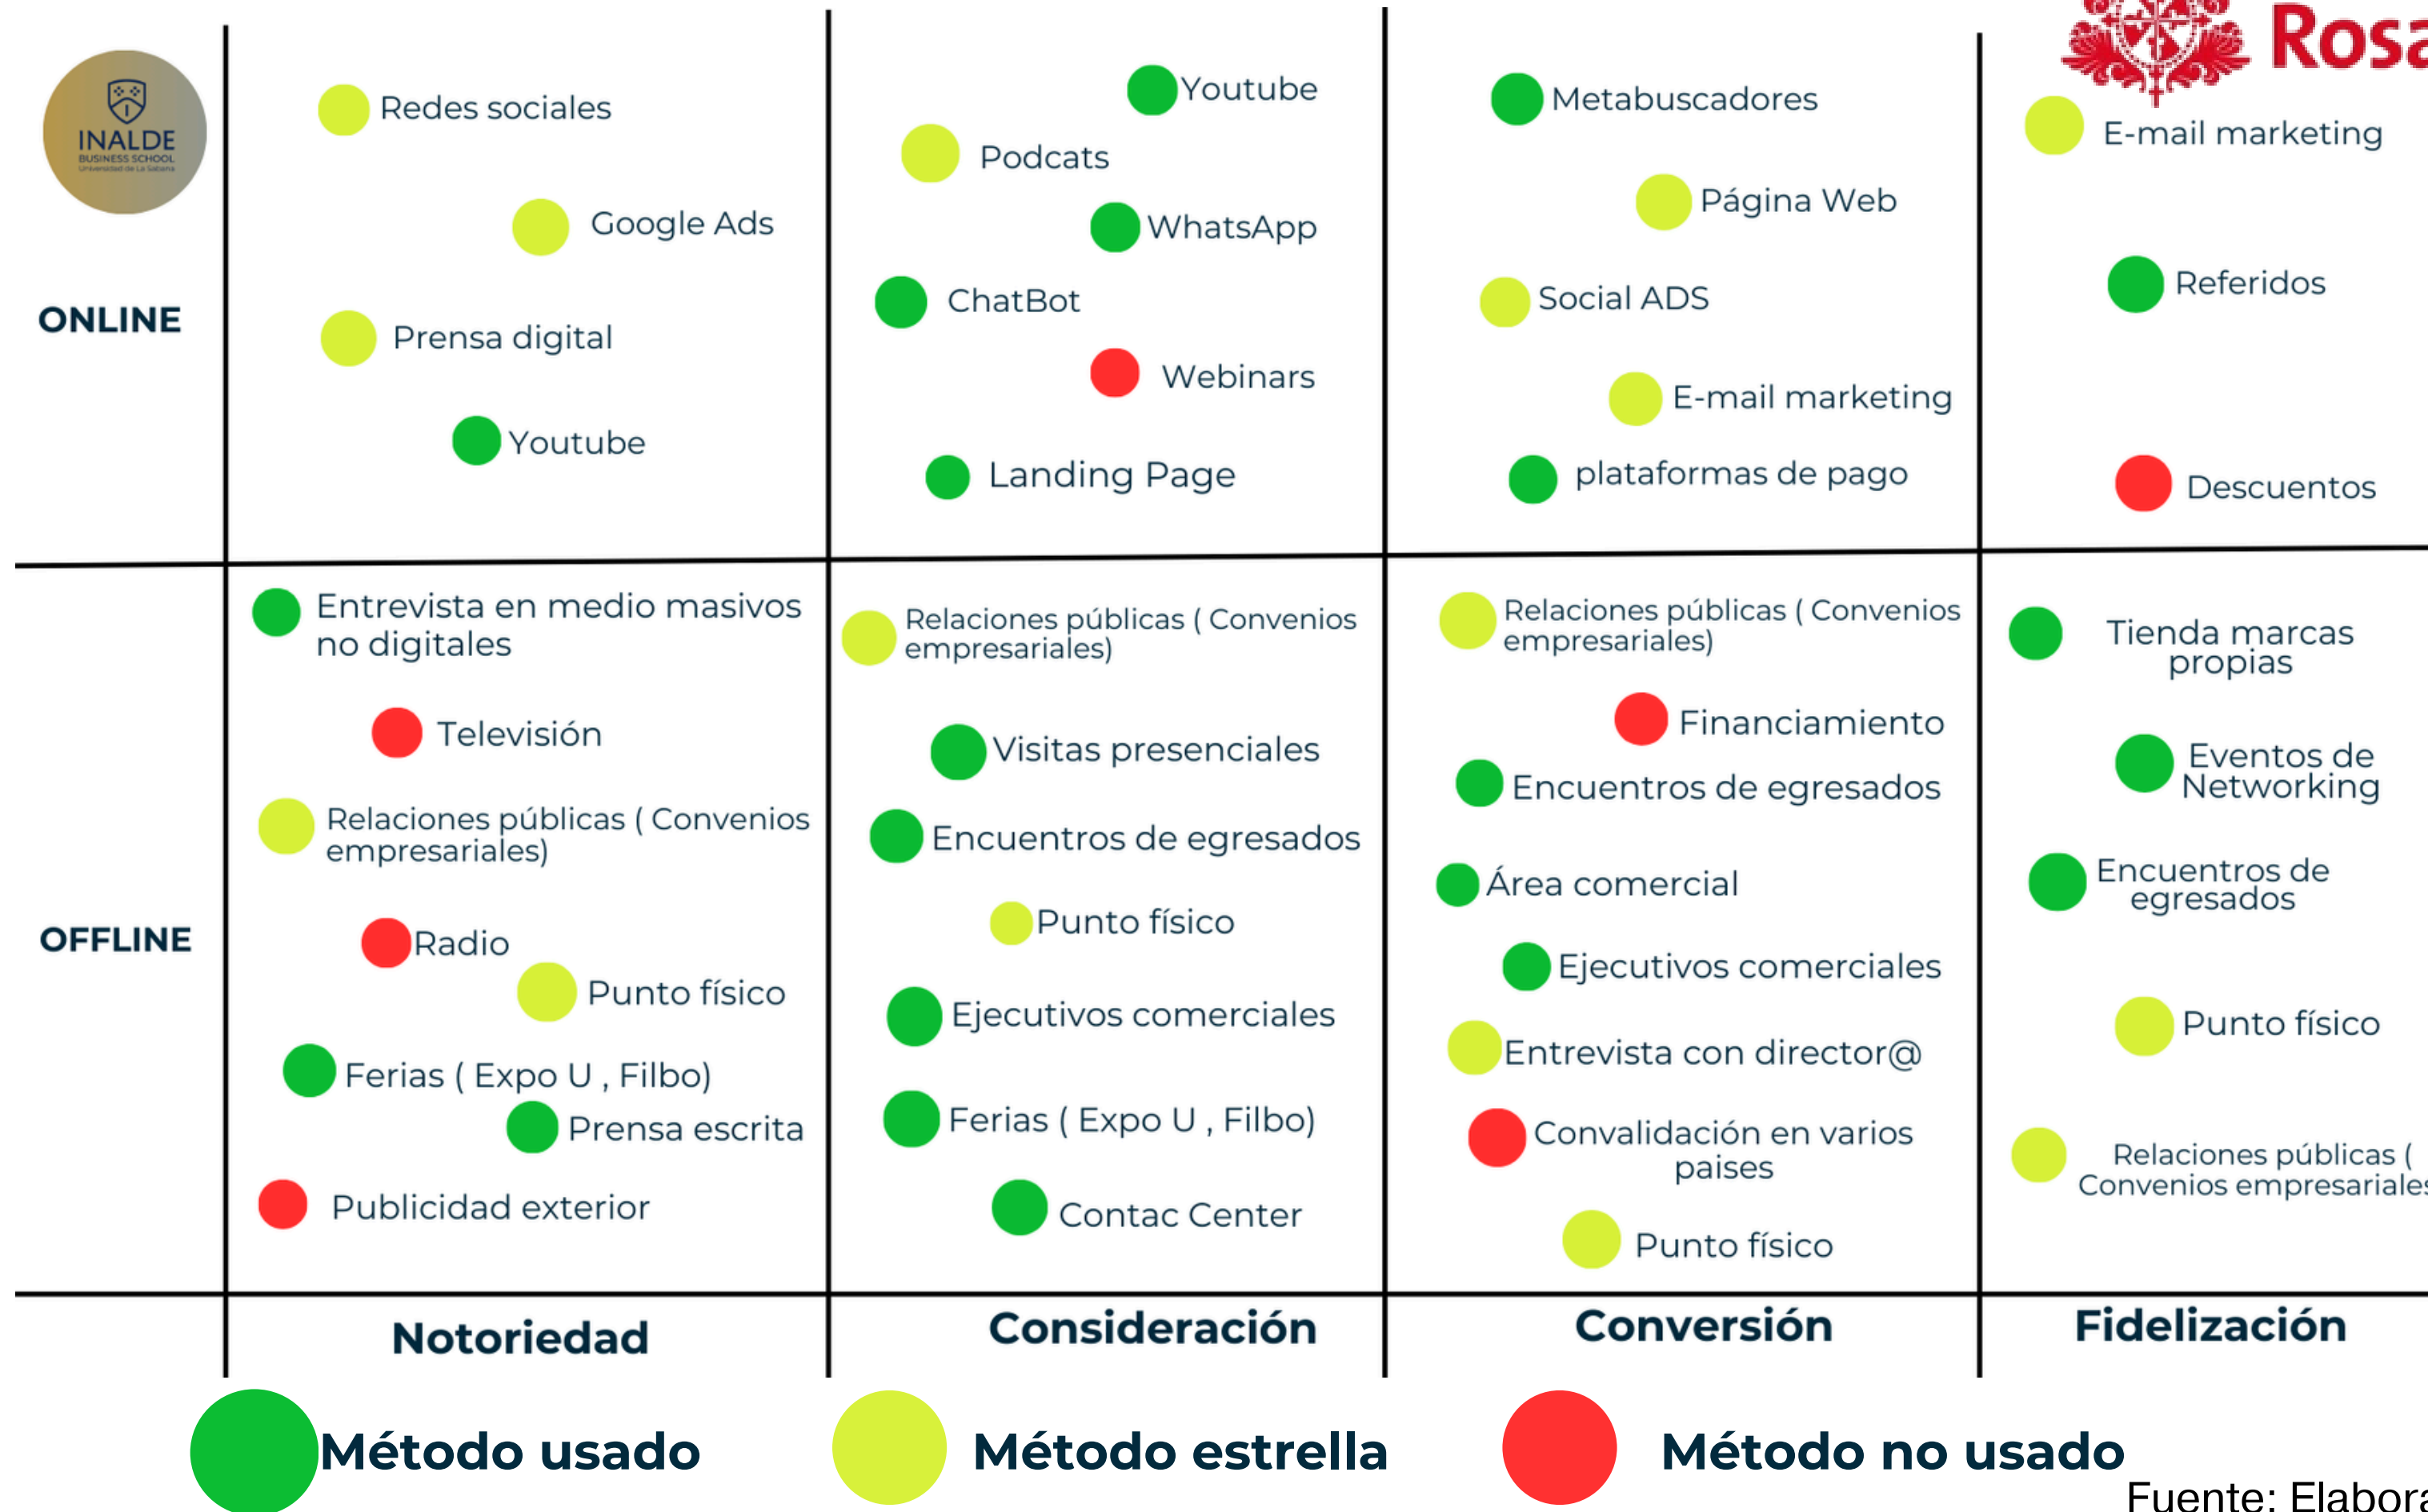 INALDE
BUSINESS SCHOOL
Universidad de La Sabana
Rosa
ONLINE
Redes sociales
Google Ads
Prensa digital
Youtube
Youtube
Podcats
WhatsApp
ChatBot
Webinars
Landing Page
Metabuscadores
Página Web
Social ADS
E-mail marketing
plataformas de pago
E-mail marketing
Referidos
Descuentos
OFFLINE
Entrevista en medio masivos
no digitales
Televisión
Relaciones públicas ( Convenios
empresariales)
Radio
Punto físico
Ferias ( Expo U , Filbo)
Prensa escrita
Publicidad exterior
Relaciones públicas ( Convenios
empresariales)
Visitas presenciales
Encuentros de egresados
Punto físico
Ejecutivos comerciales
Ferias ( Expo U , Filbo)
Contac Center
Relaciones públicas ( Convenios
empresariales)
Financiamiento
Encuentros de egresados
Área comercial
Ejecutivos comerciales
Entrevista con director@
Convalidación en varios
paises
Punto físico
Tienda marcas
propias
Eventos de
Networking
Encuentros de
egresados
Punto físico
Relaciones públicas (
Convenios empresariales
Notoriedad
Consideración
Conversión
Fidelización
Método usado
Método estrella
Método no usado
Fuente: Elabora